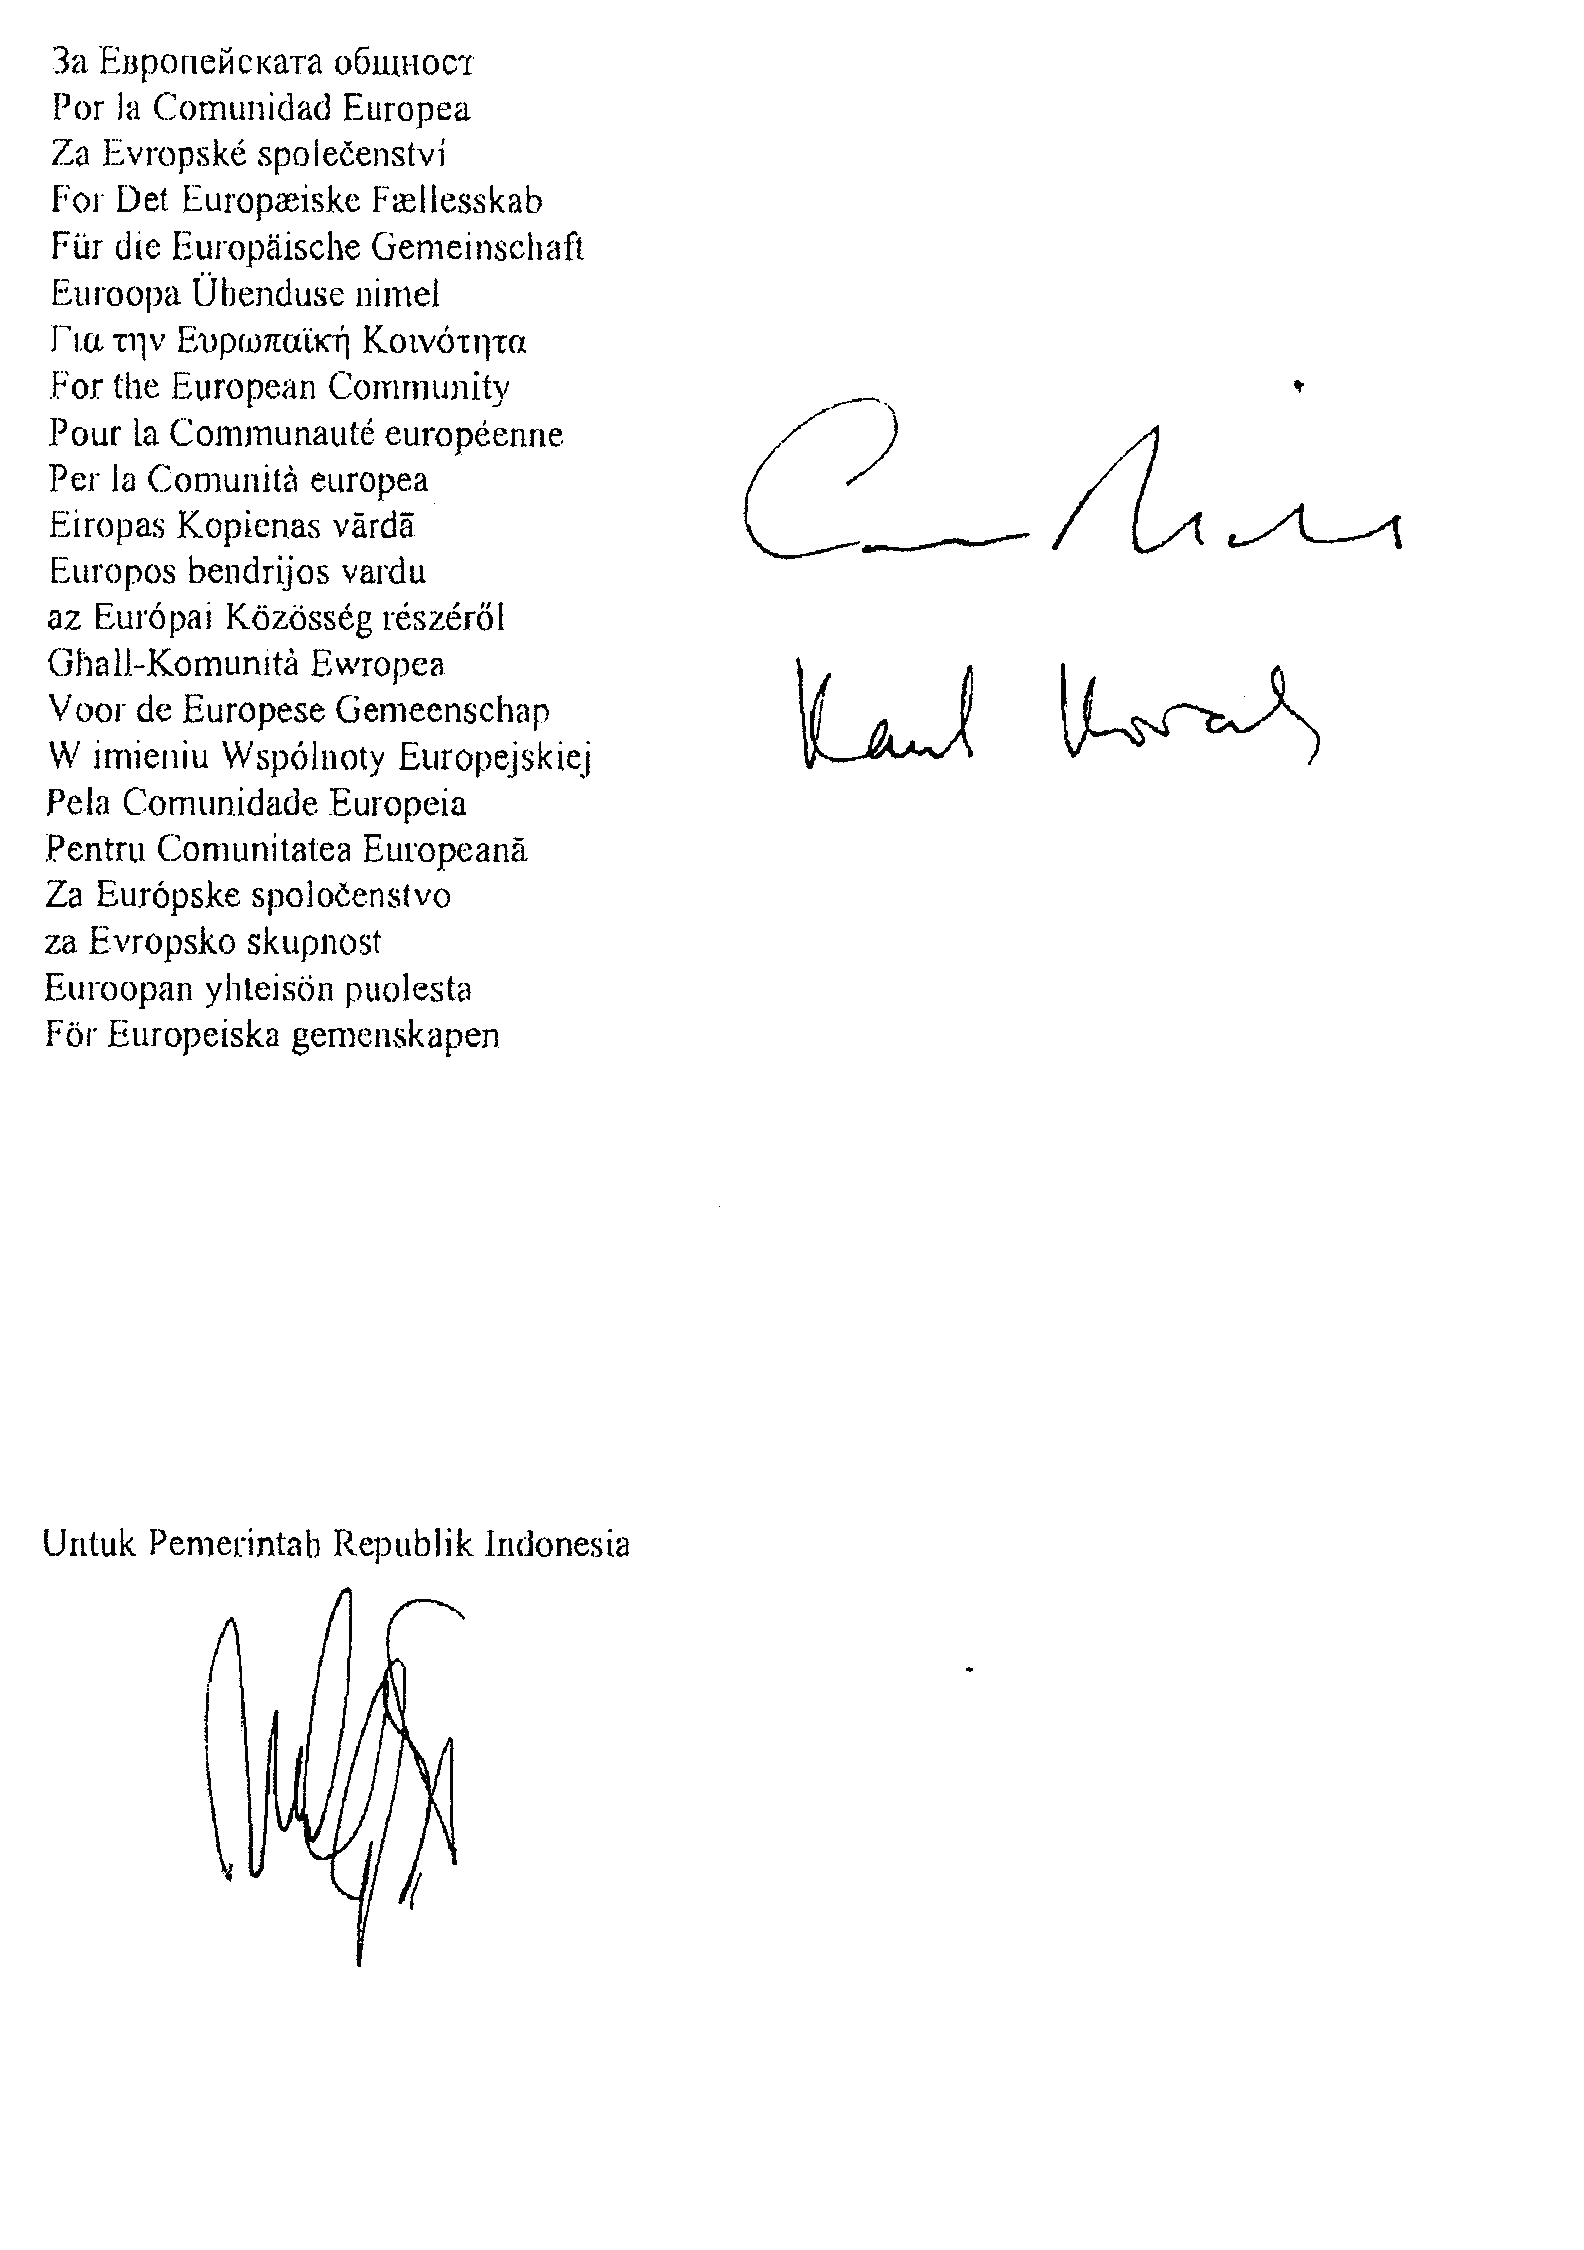 За Европейската общност
Por la Comunidad Europea
Za Evropské společenství
For Det Europæiske Fællesskab
Für die Europäische Gemeinschaft
Euroopa Ühenduse nimel
Για την Ευρωπαϊκή Κοινότητα
For the European Community
Pour la Communauté européenne
Per la Comunità europea
Eiropas Kopienas vārdā
Europos bendrijos vardu
az Európai Közösség részéről
Għall-Komunità Ewropea
Voor de Europese Gemeenschap
W imieniu Wspólnoty Europejskiej
Pela Comunidade Europeia
Pentru Comunitatea Europeană
Za Európske spoločenstvo
za Evropsko skupnost
Euroopan yhteisön puolesta
För Europeiska gemenskapen
Untuk Pemerintah Republik Indonesia